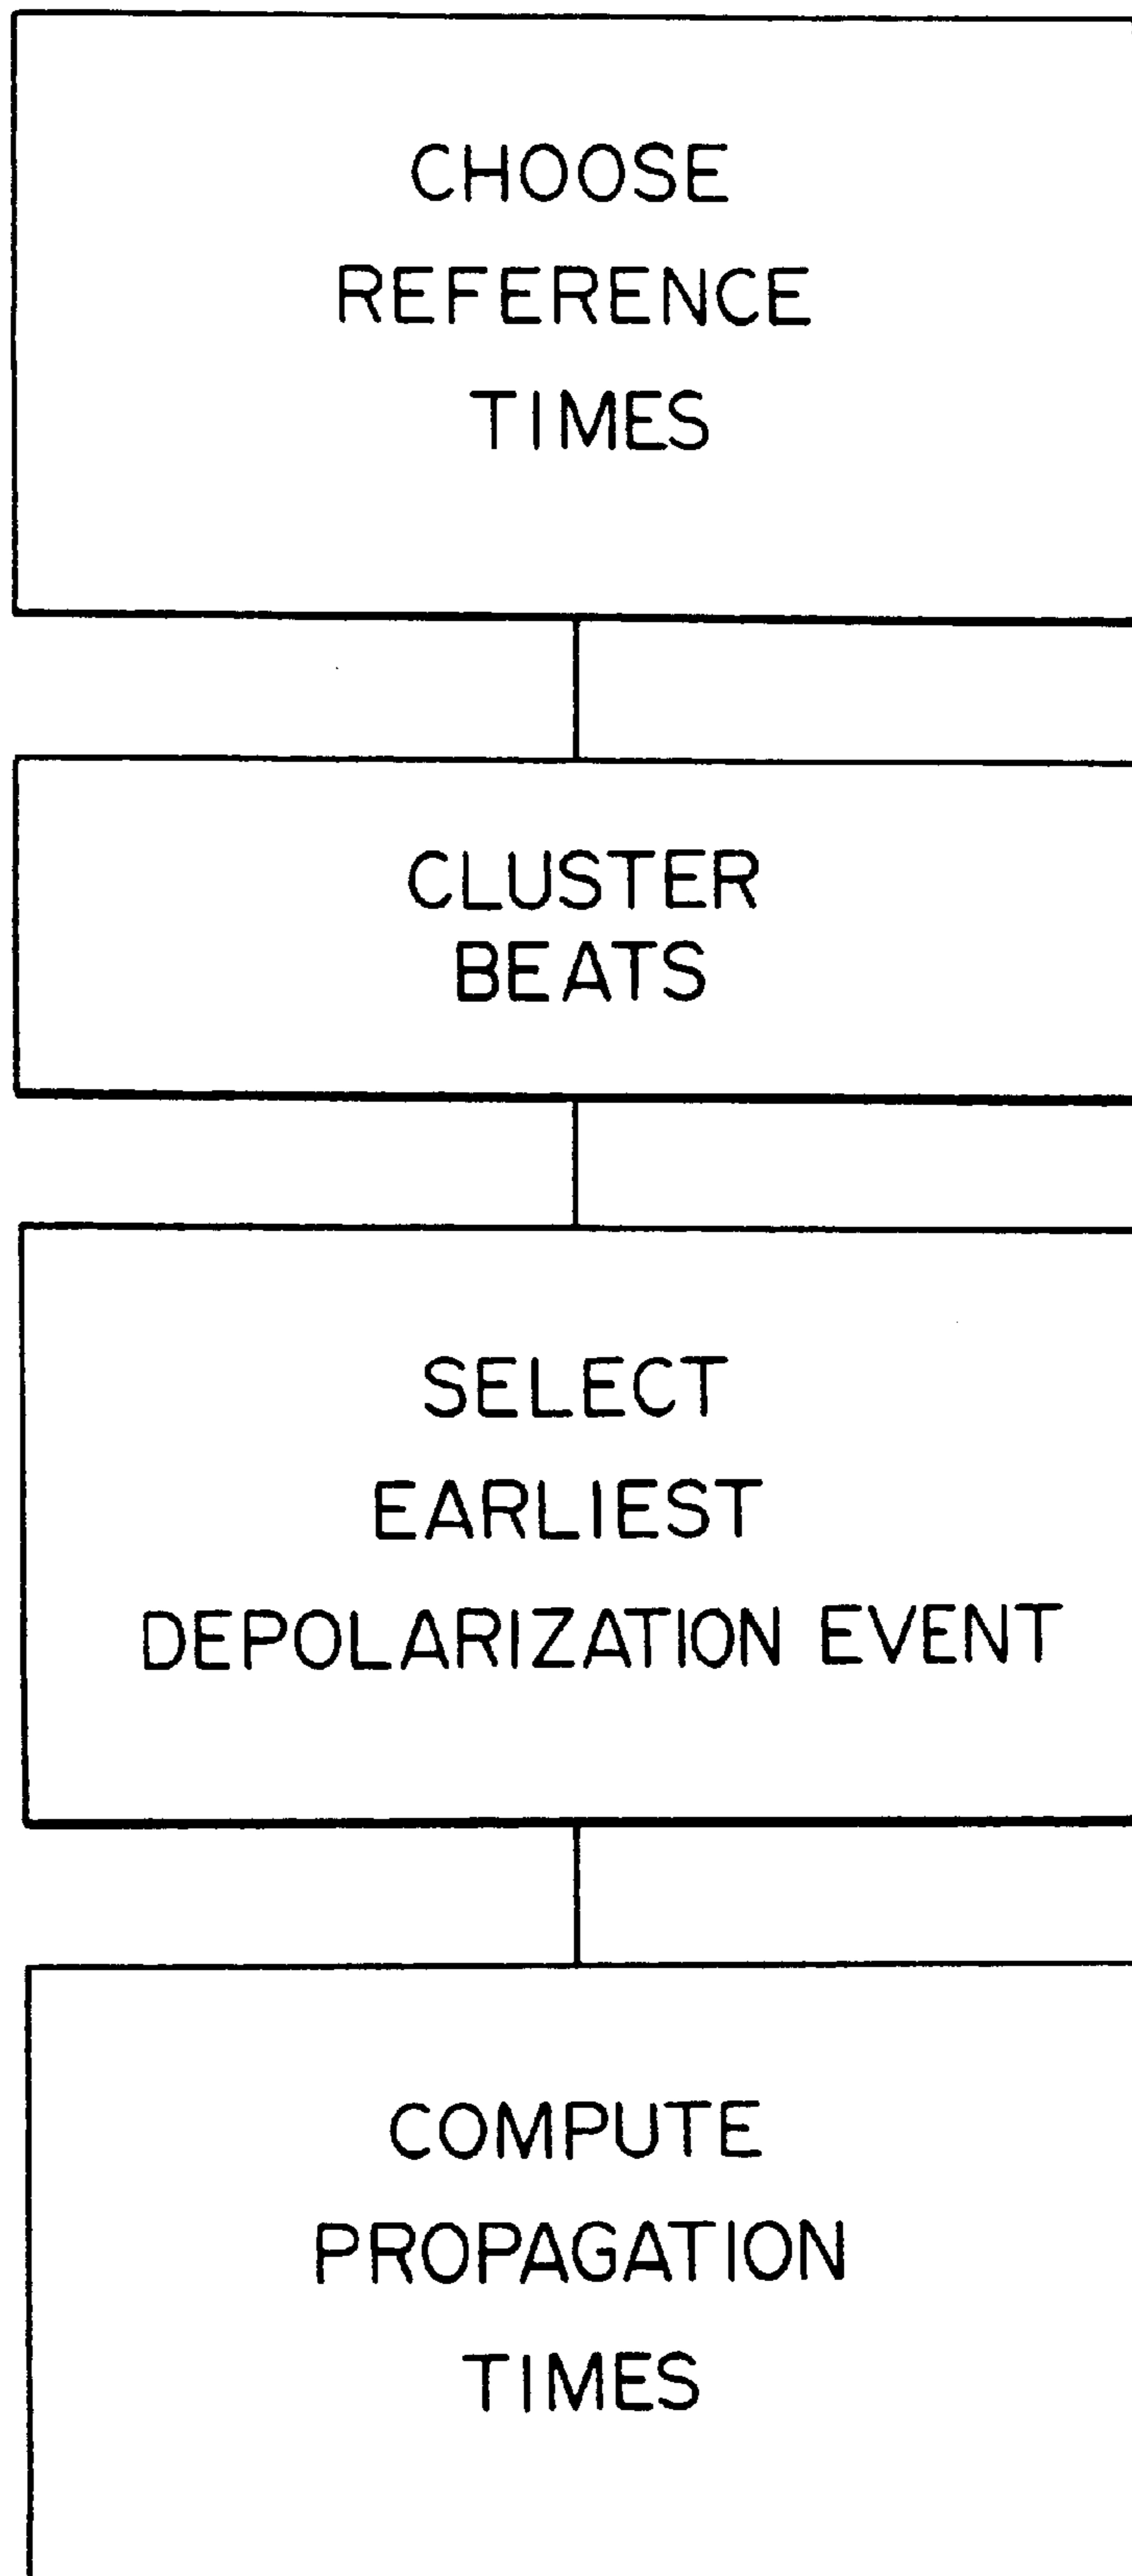 CHOOSE
REFERENCE
TIMES
CLUSTER
BEATS
SELECT
EARLIEST
DEPOLARIZATION EVENT
COMPUTE
PROPAGATION
TIMES